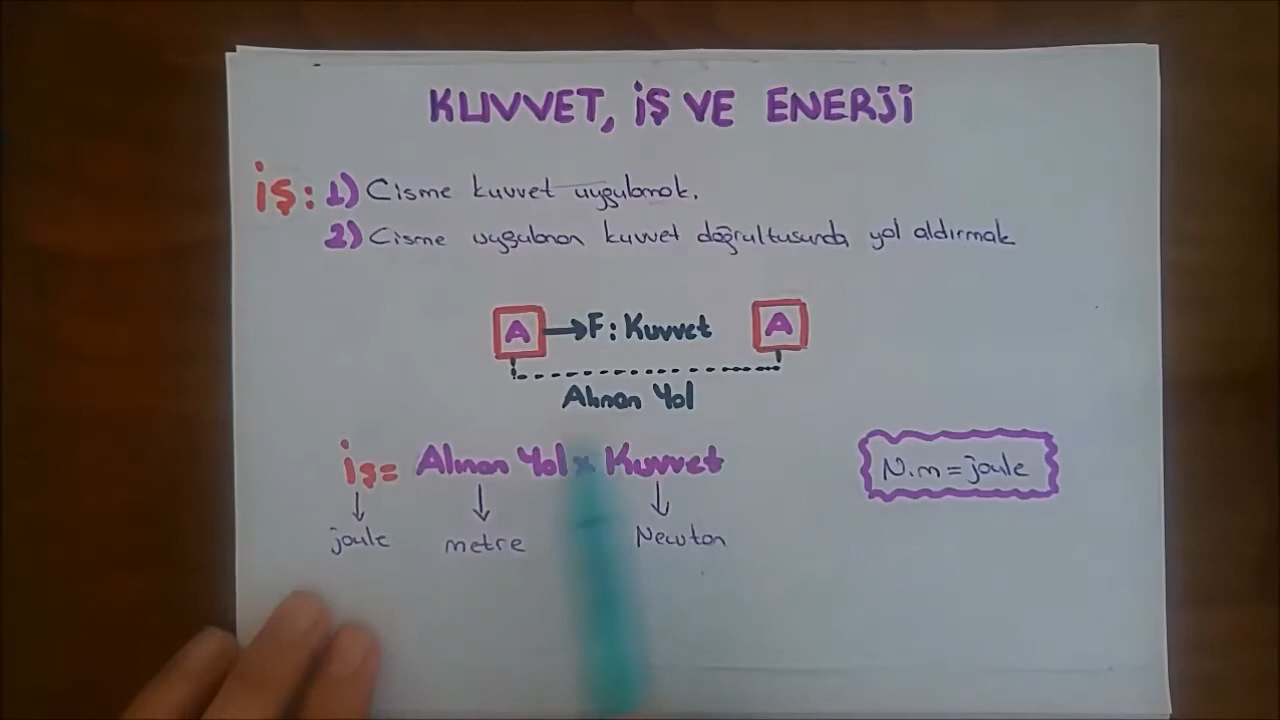 KUVVET, İŞ VE ENERJİ
İŞ: 1) Cisme kuvvet uygulamak.
2) Cisme uygulanan kuvvet doğrultusunda yol aldırmak
A → F: Kuvvet A
Alınan Yol
İş = Alınan Yol x Kuvvet
N.m = joule
joule metre Newton